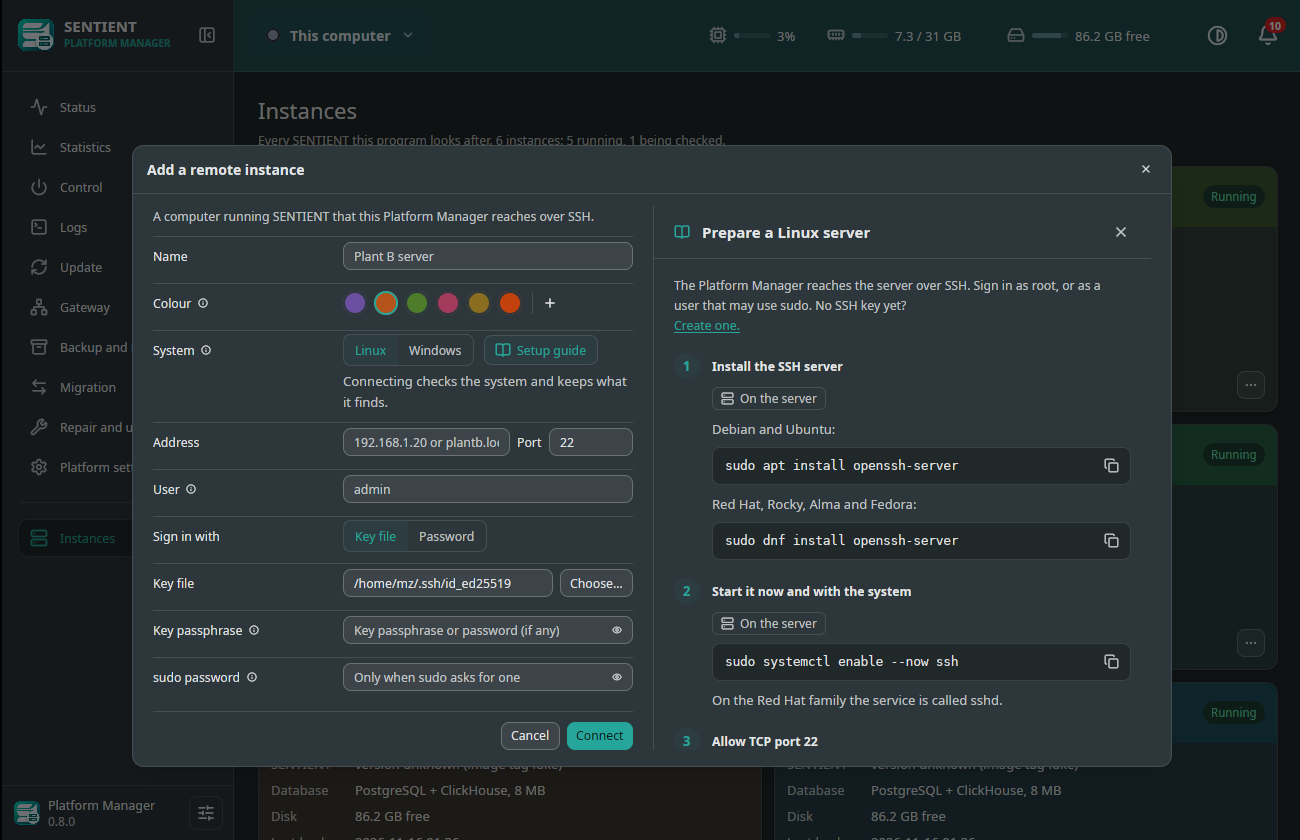 SENTIENT
PLATFORM MANAGER
This computer
3%
7.3 / 31 GB
86.2 GB free
10
Status
Statistics
Control
Logs
Update
Gateway
Backup and
Migration
Repair and u
Platform sett
Instances
Platform Manager
0.8.0
Instances
Every SENTIENT this program looks after. 6 instances: 5 running, 1 being checked.
Running
Running
Running
Add a remote instance
A computer running SENTIENT that this Platform Manager reaches over SSH.
Name
Plant B server
Colour
System
Linux
Windows
Setup guide
Connecting checks the system and keeps what
it finds.
Address
192.168.1.20 or plantb.loc
Port
22
User
admin
Sign in with
Key file
Password
Key file
/home/mz/.ssh/id_ed25519
Choose...
Key passphrase
Key passphrase or password (if any)
sudo password
Only when sudo asks for one
Cancel
Connect
Prepare a Linux server
The Platform Manager reaches the server over SSH. Sign in as root, or as a
user that may use sudo. No SSH key yet?
Create one.
1 Install the SSH server
On the server
Debian and Ubuntu:
sudo apt install openssh-server
Red Hat, Rocky, Alma and Fedora:
sudo dnf install openssh-server
2 Start it now and with the system
On the server
sudo systemctl enable --now ssh
On the Red Hat family the service is called sshd.
3 Allow TCP port 22
Database PostgreSQL + ClickHouse, 8 MB
Disk 86.2 GB free
Database PostgreSQL + ClickHouse, 8 MB
Disk 86.2 GB free